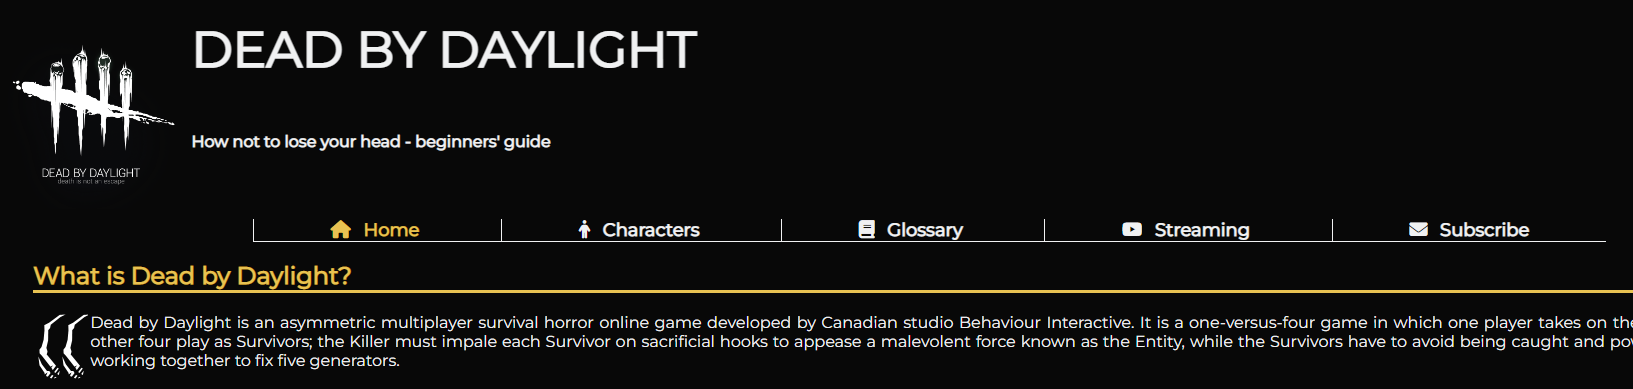 DEAD BY DAYLIGHT
How not to lose your head - beginners' guide
DEAD BY DAYLIGHT
death is not an escape
Home Characters Glossary Streaming Subscribe
What is Dead by Daylight?
Dead by Daylight is an asymmetric multiplayer survival horror online game developed by Canadian studio Behaviour Interactive. It is a one-versus-four game in which one player takes on
other four play as Survivors; the Killer must impale each Survivor on sacrificial hooks to appease a malevolent force known as the Entity, while the Survivors have to avoid being caught and
working together to fix five generators.